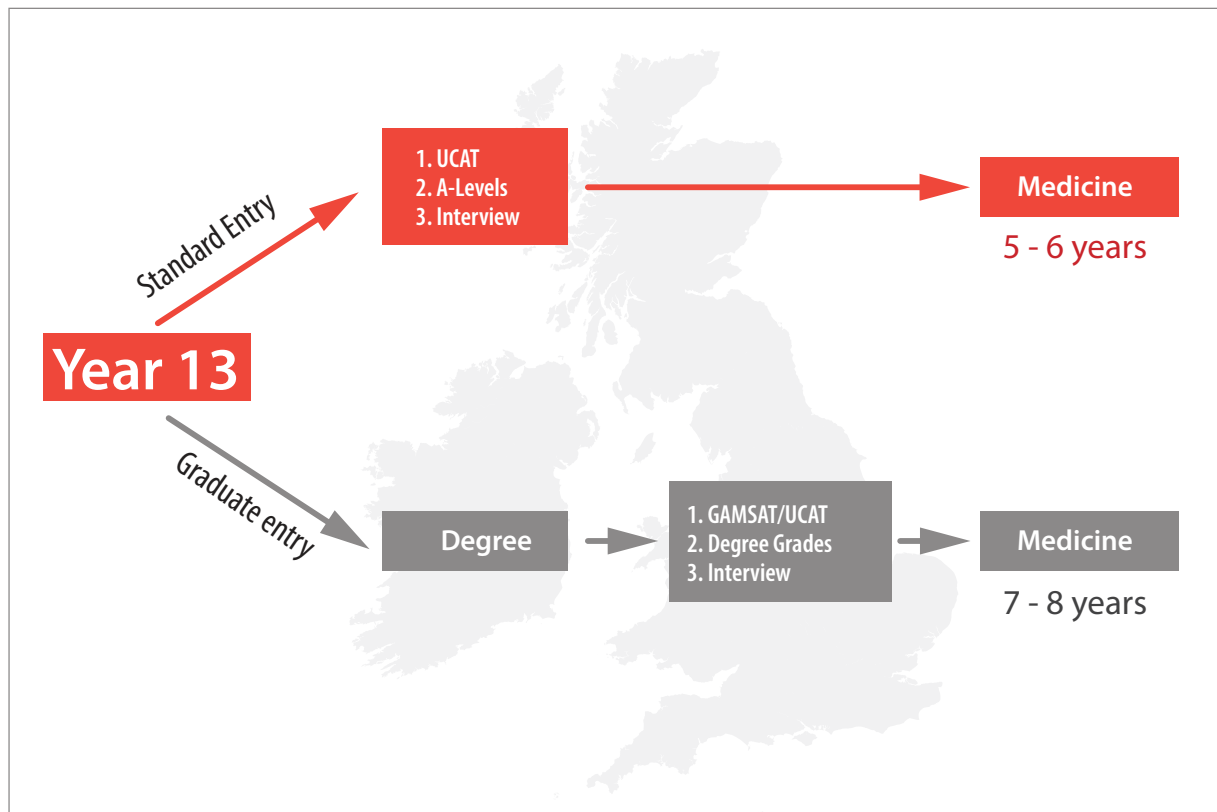 Year 13
Standard Entry
1. UCAT
2. A-Levels
3. Interview
Medicine
5 - 6 years
Graduate entry
Degree
1. GAMSAT/UCAT
2. Degree Grades
3. Interview
Medicine
7 - 8 years